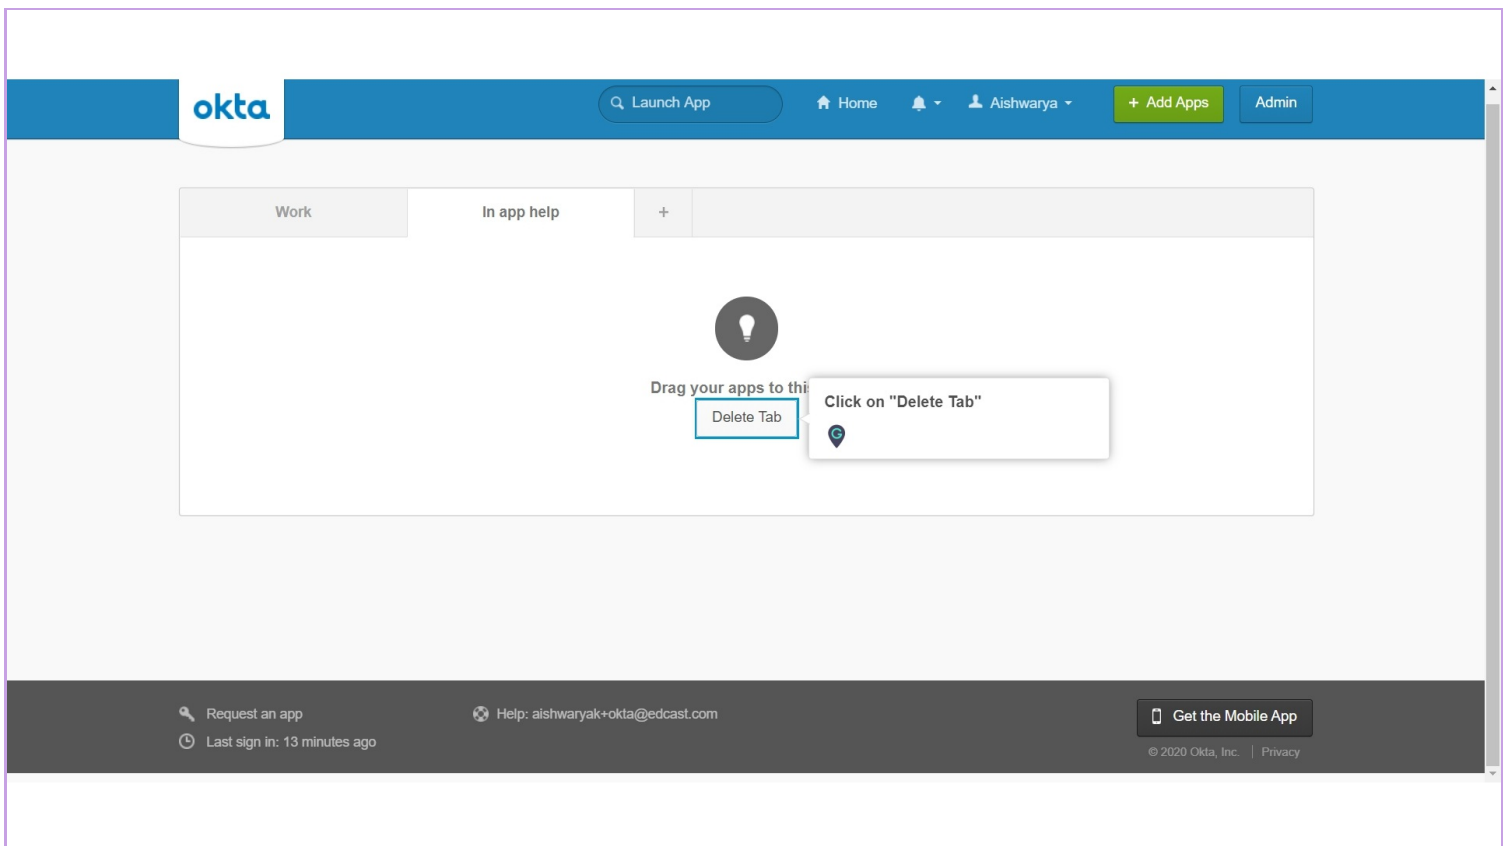 okta
Launch App
Home
Aishwarya
+ Add Apps
Admin
Work
In app help
+
Drag your apps to
Delete Tab
Click on "Delete Tab"
G
Request an app
Help: aishwaryak+okta@edcast.com
Get the Mobile App
Last sign in: 13 minutes ago
© 2020 Okta, Inc. | Privacy